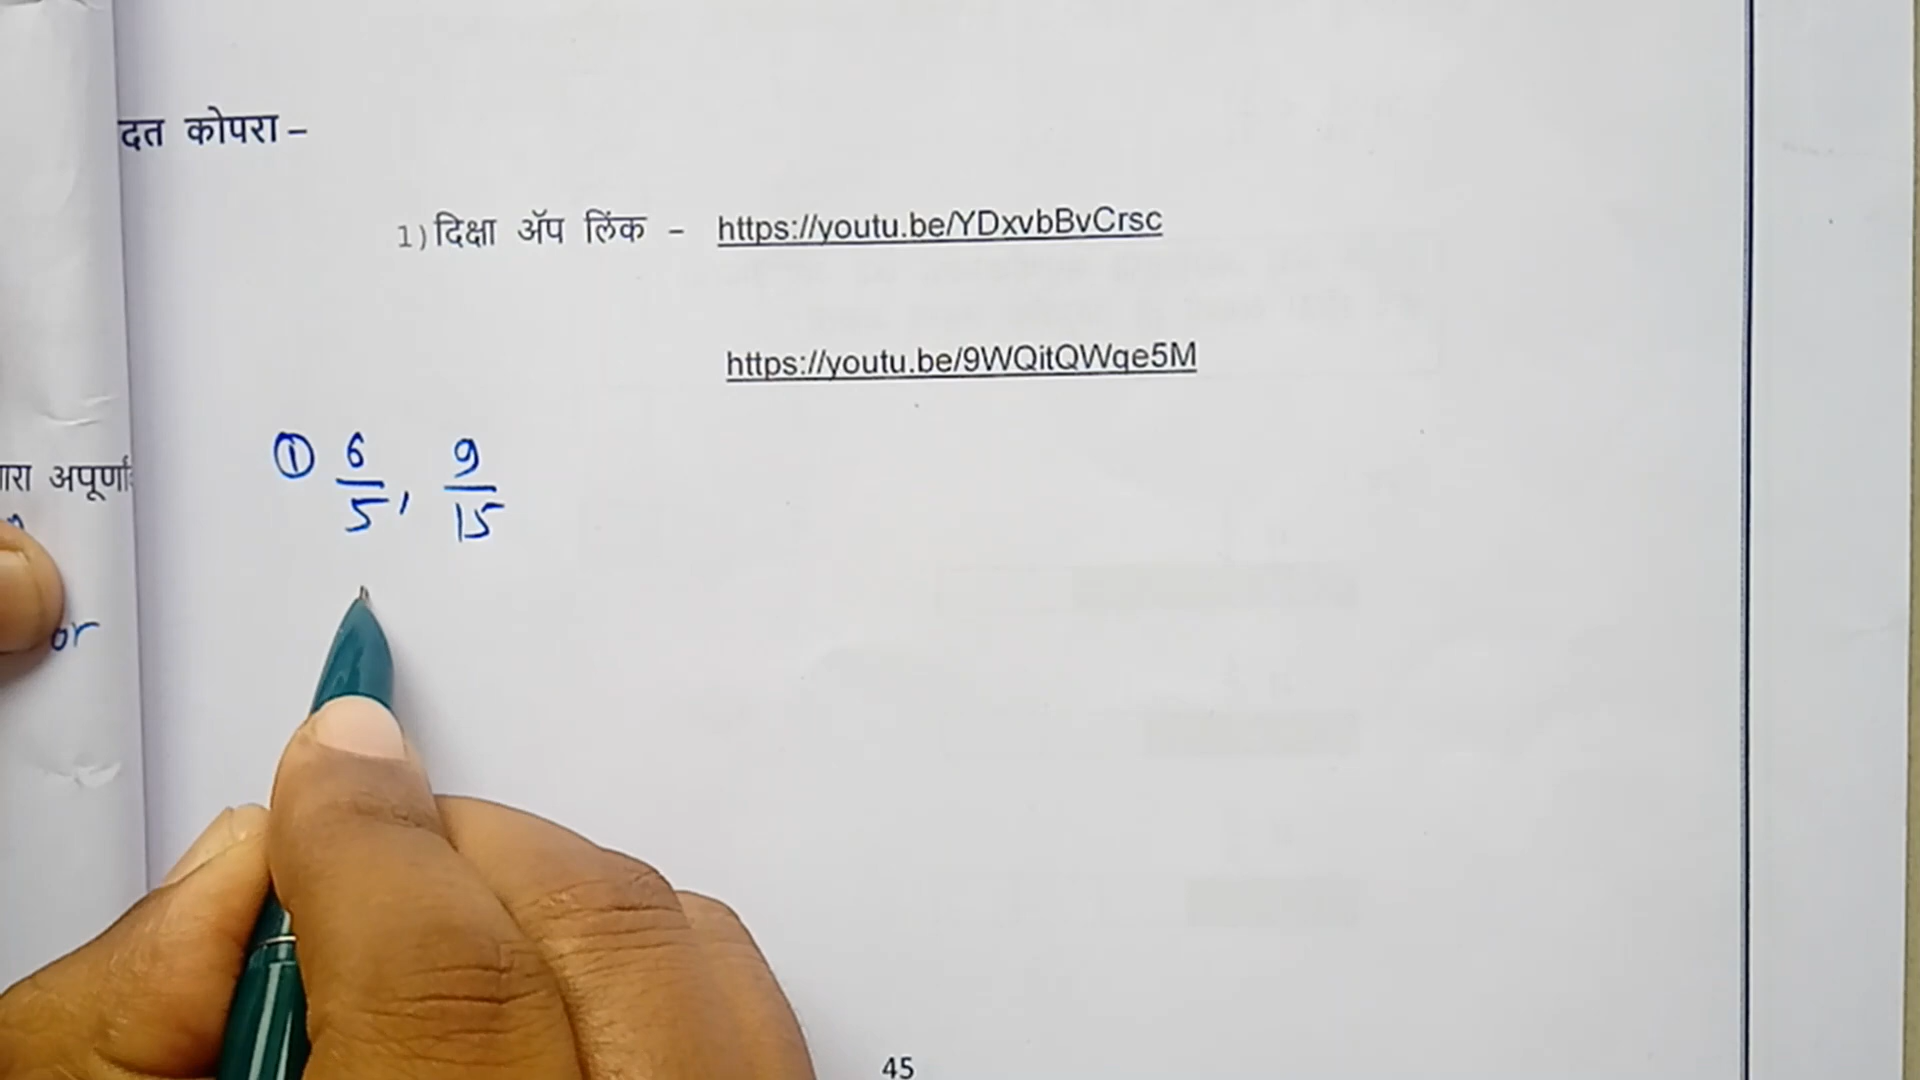 दत कोपरा –
1) दिक्षा ॲप लिंक - https://youtu.be/YDxvbBvCrsc
https://youtu.be/9WQitQWqe5M
① 6/5, 9/15
अपूर्णां
or
45